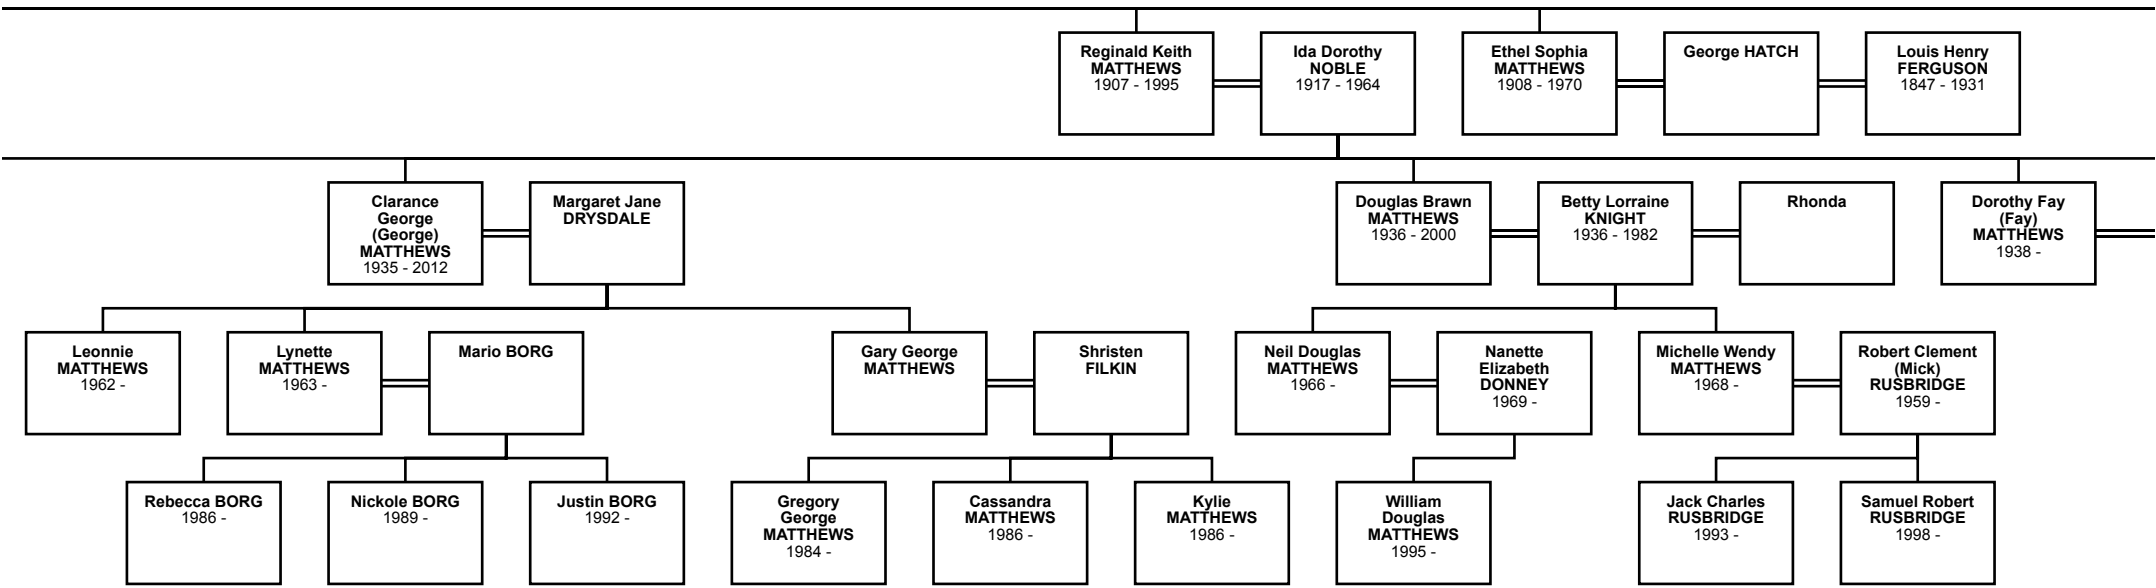 Reginald Keith
MATTHEWS
1907 - 1995
Ida Dorothy
NOBLE
1917 - 1964
Ethel Sophia
MATTHEWS
1908 - 1970
George HATCH
Louis Henry
FERGUSON
1847 - 1931
Clarance
George
(George)
MATTHEWS
1935 - 2012
Margaret Jane
DRYSDALE
Douglas Brawn
MATTHEWS
1936 - 2000
Betty Lorraine
KNIGHT
1936 - 1982
Rhonda
Dorothy Fay
(Fay)
MATTHEWS
1938 -
Leonnie
MATTHEWS
1962 -
Lynette
MATTHEWS
1963 -
Mario BORG
Gary George
MATTHEWS
Shristen
FILKIN
Neil Douglas
MATTHEWS
1966 -
Nanette
Elizabeth
DONNEY
1969 -
Michelle Wendy
MATTHEWS
1968 -
Robert Clement
(Mick)
RUSBRIDGE
1959 -
Rebecca BORG
1986 -
Nickole BORG
1989 -
Justin BORG
1992 -
Gregory
George
MATTHEWS
1984 -
Cassandra
MATTHEWS
1986 -
Kylie
MATTHEWS
1986 -
William
Douglas
MATTHEWS
1995 -
Jack Charles
RUSBRIDGE
1993 -
Samuel Robert
RUSBRIDGE
1998 -